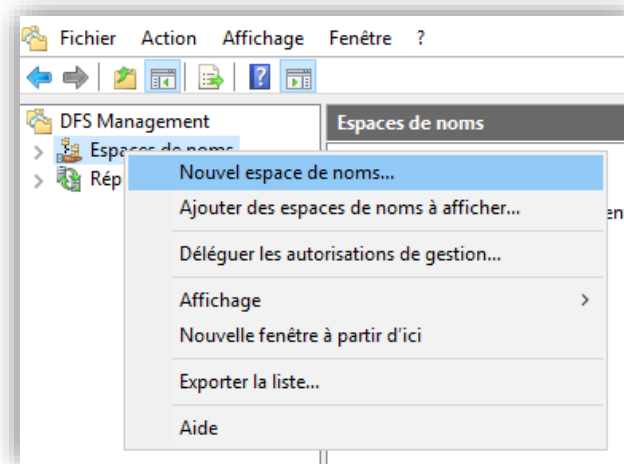 Fichier Action Affichage Fenêtre ?
DFS Management
Espaces de noms
Espaces de noms
Rép
Nouvel espace de noms...
Ajouter des espaces de noms à afficher...
Déléguer les autorisations de gestion...
Affichage
Nouvelle fenêtre à partir d'ici
Exporter la liste...
Aide